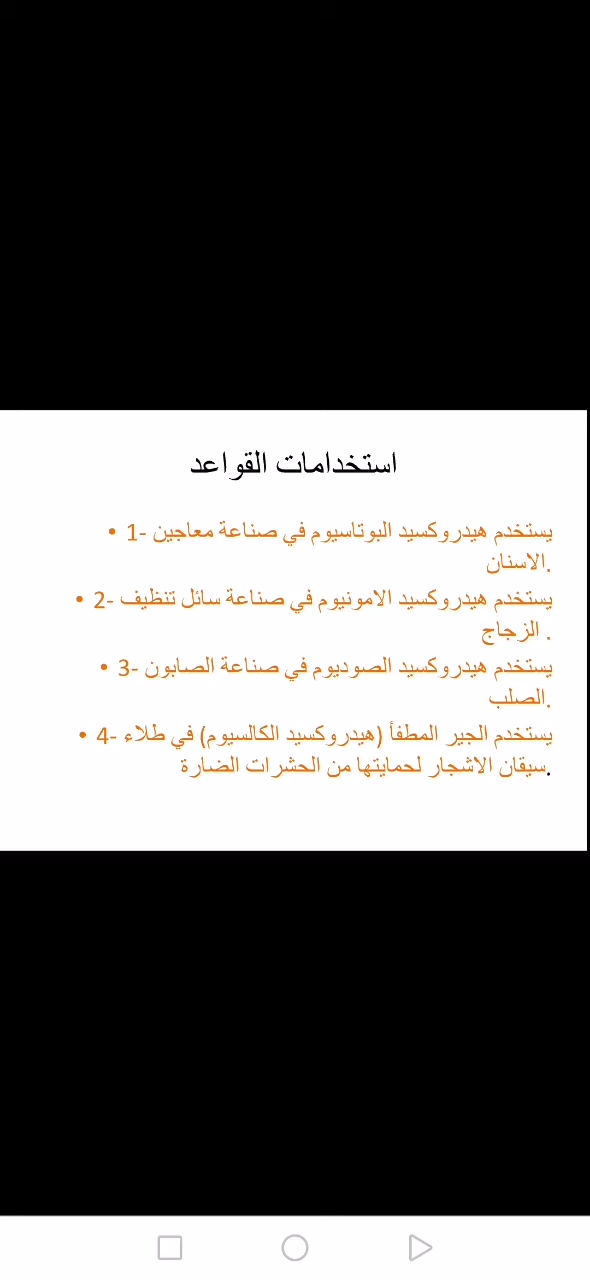 استخدامات القواعد
• 1- يستخدم هيدروكسيد البوتاسيوم في صناعة معاجين
الاسنان.
• 2- يستخدم هيدروكسيد الامونيوم في صناعة سائل تنظيف
الزجاج .
• 3- يستخدم هيدروكسيد الصوديوم في صناعة الصابون
الصلب.
• 4- يستخدم الجير المطفأ (هيدروكسيد الكالسيوم) في طلاء
سيقان الاشجار لحمايتها من الحشرات الضارة.